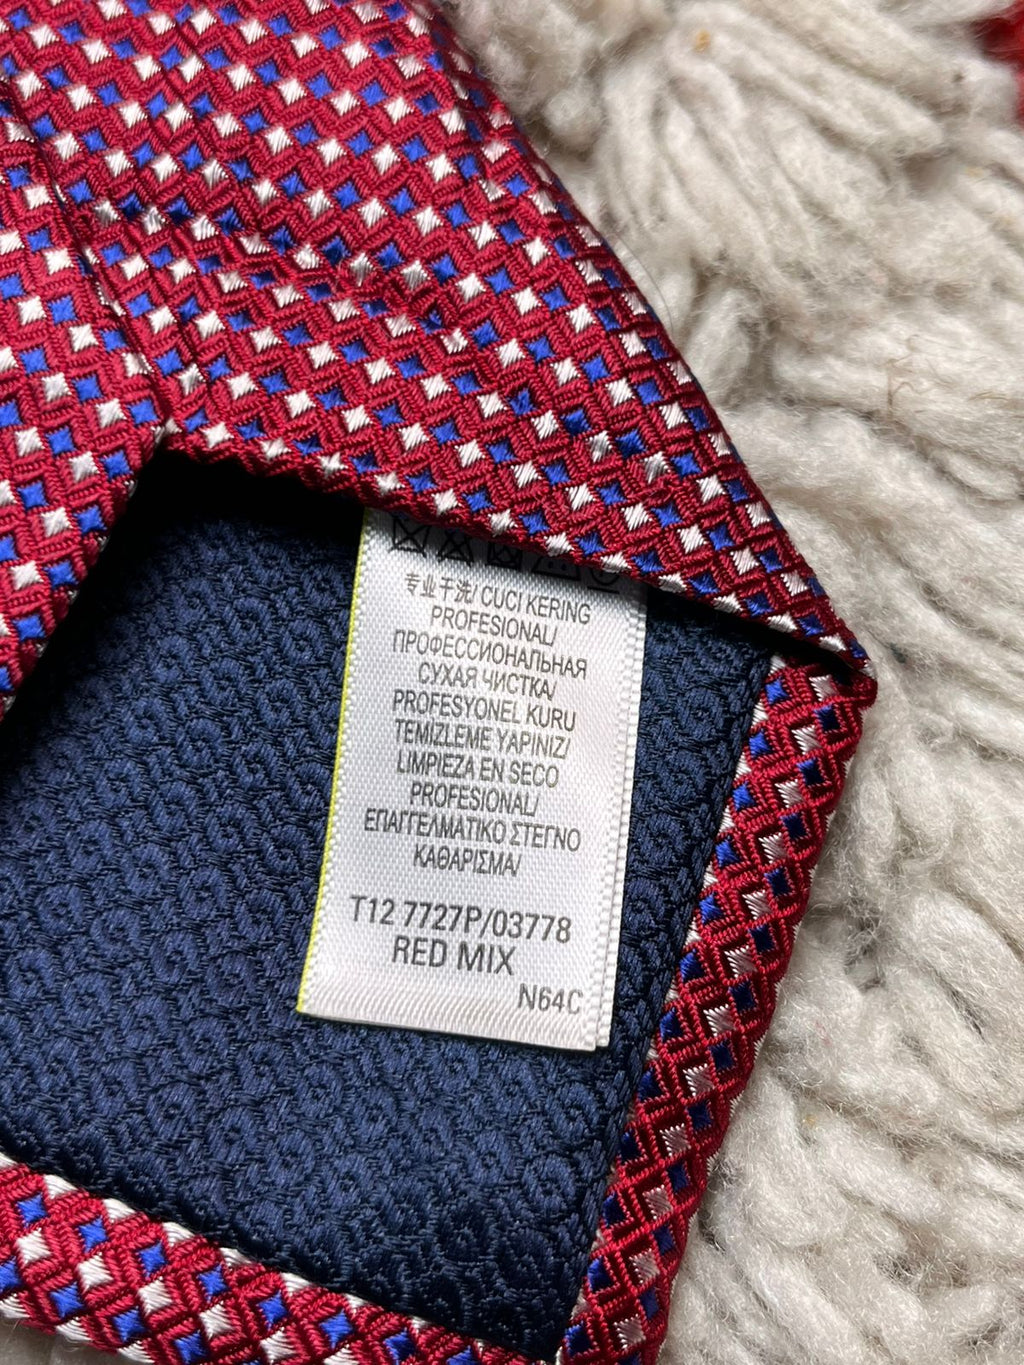 专业干洗/ CUCI KERING
PROFESIONAL/
ПРОФЕССИОНАЛЬНАЯ
СУХАЯ ЧИСТКА/
PROFESYONEL KURU
TEMIZLEME YAPINIZ/
LIMPIEZA EN SECO
PROFESIONAL/
ΕΠΑΓΓΕΛΜΑΤΙΚΟ ΣΤΕΓΝΟ
ΚΑΘΑΡΙΣΜΑ/
T12 7727P/03778
RED MIX
N64C